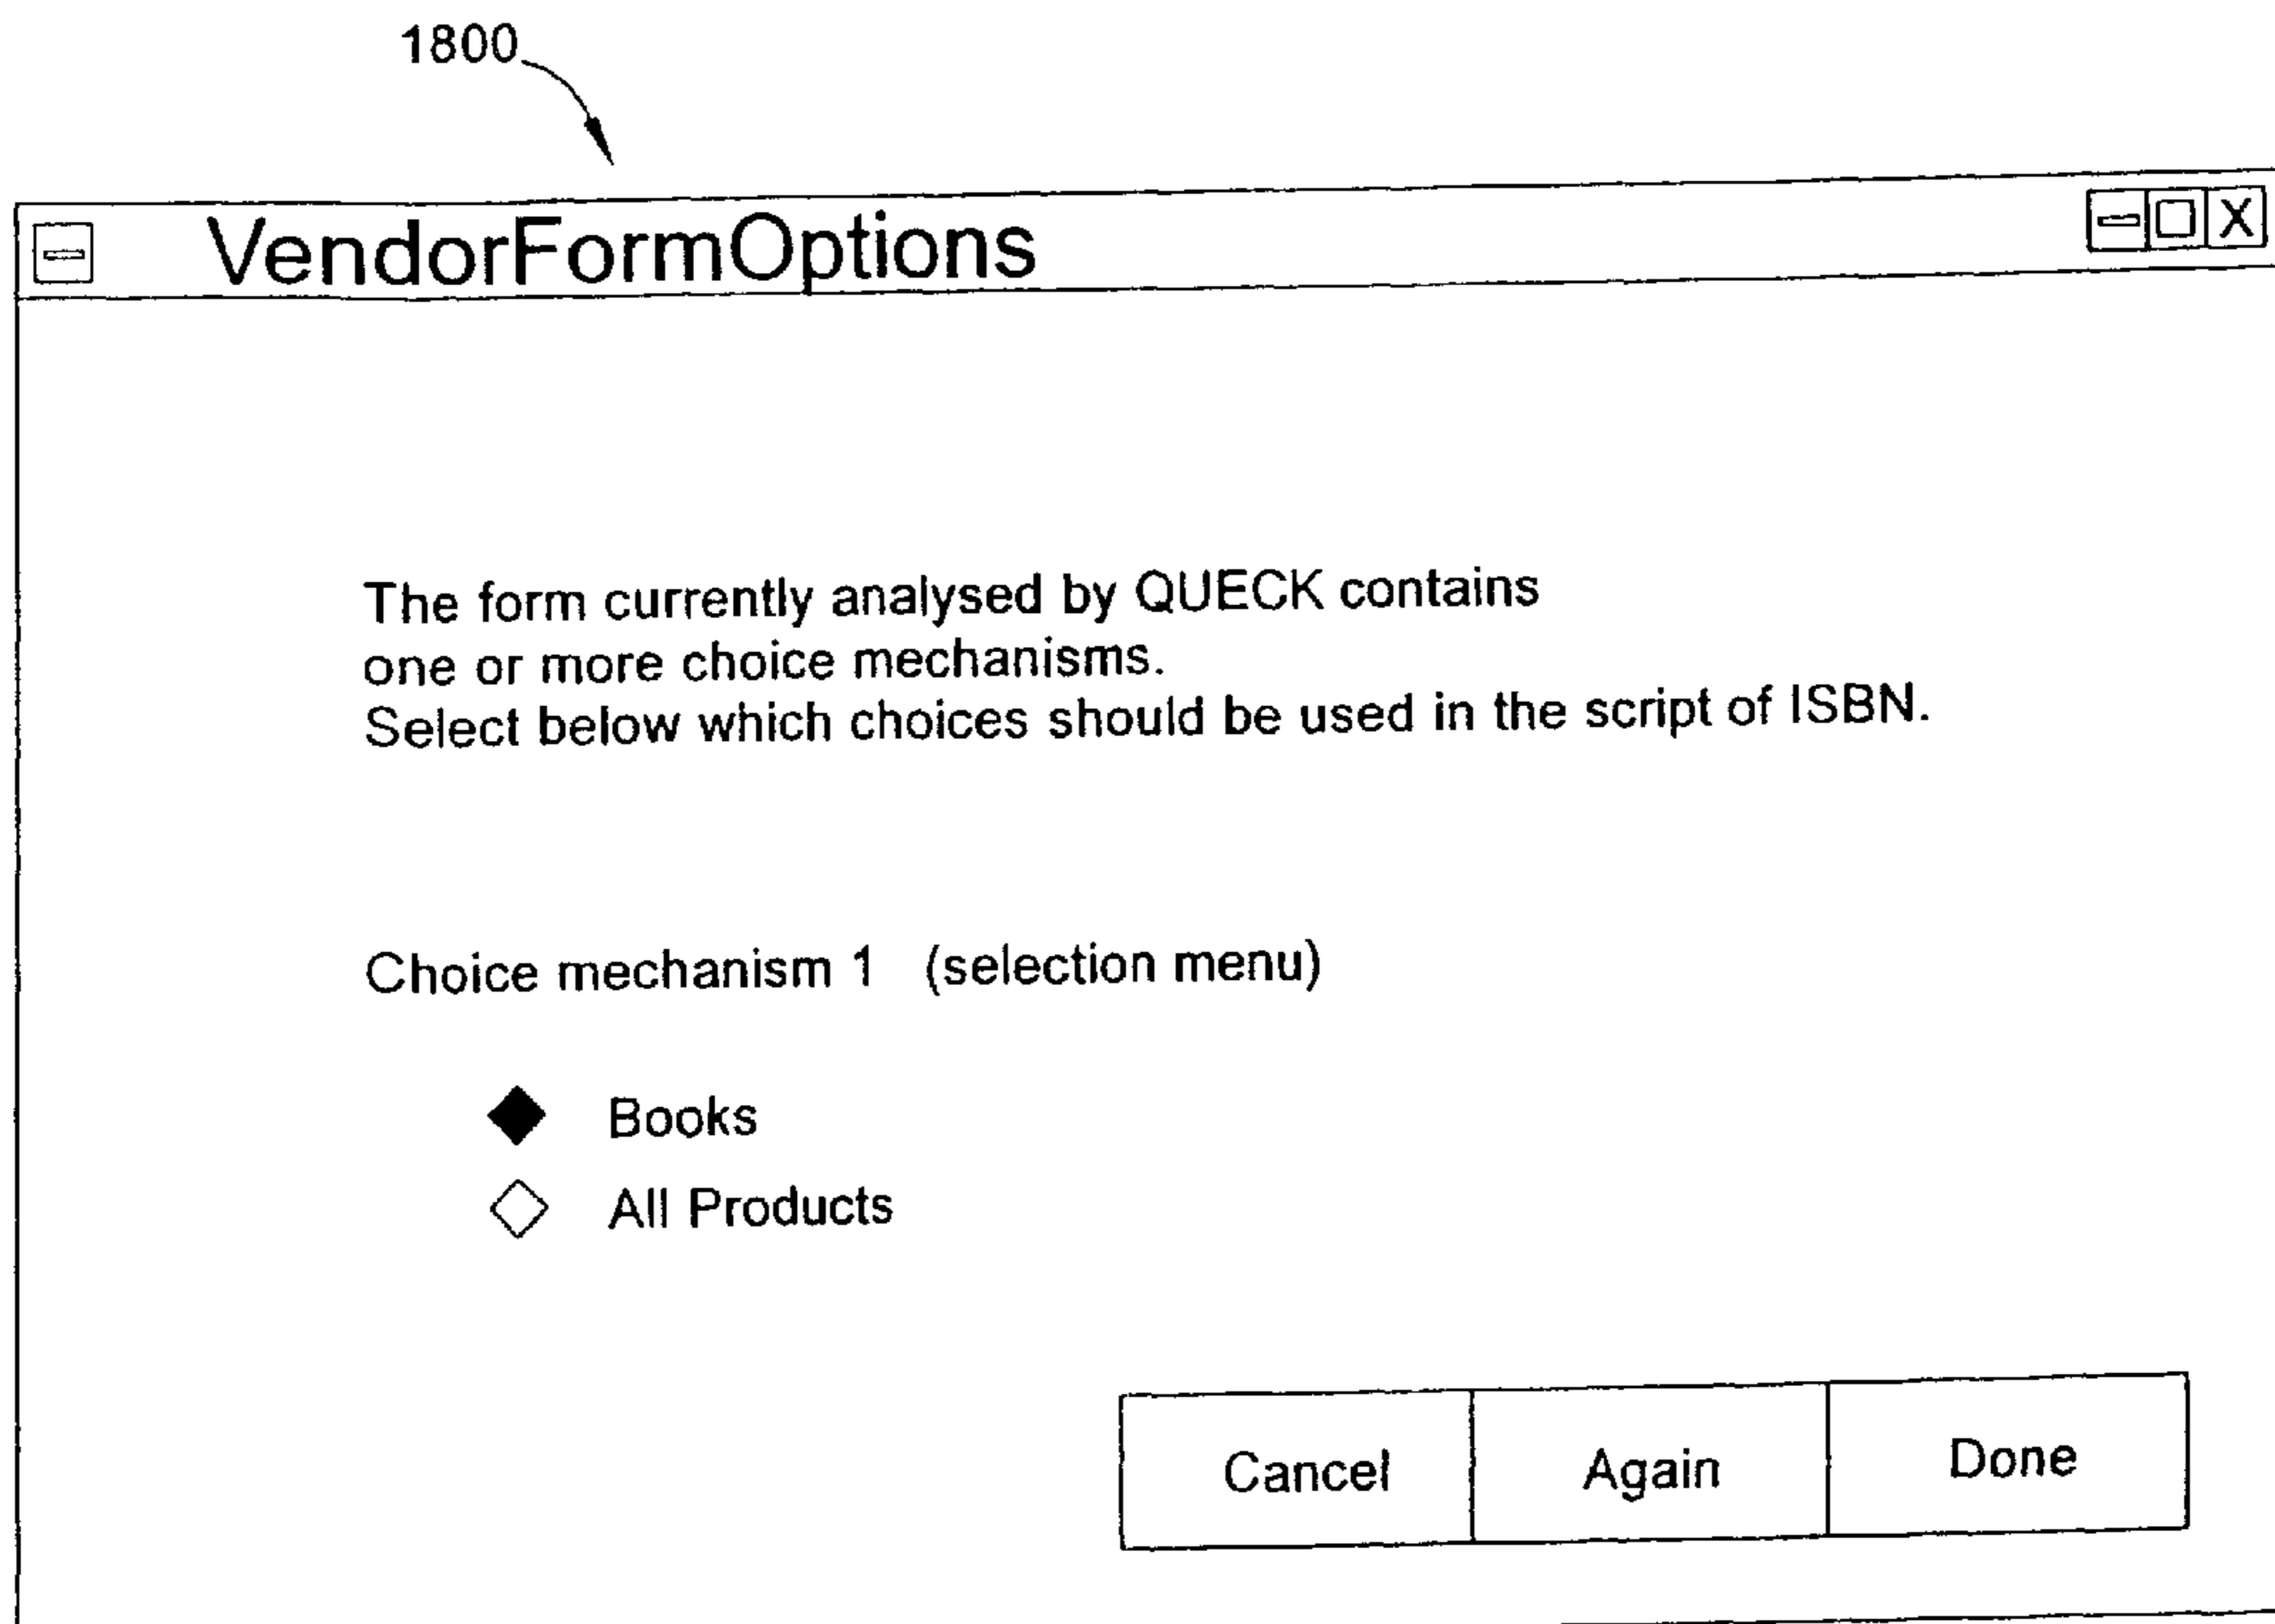 1800
VendorFormOptions
The form currently analysed by QUECK contains
one or more choice mechanisms.
Select below which choices should be used in the script of ISBN.
Choice mechanism 1 (selection menu)
Books
All Products
Cancel Again Done